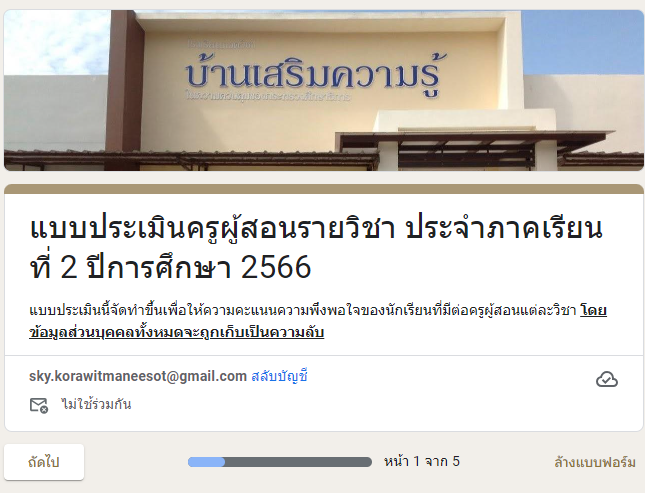 บ้านเสริมความรู้
แบบประเมินครูผู้สอนรายวิชา ประจำภาคเรียน
ที่ 2 ปีการศึกษา 2566
แบบประเมินนี้จัดทำขึ้นเพื่อให้ความคะแนนความพึงพอใจของนักเรียนที่มีต่อครูผู้สอนแต่ละวิชา โดย
ข้อมูลส่วนบุคคลทั้งหมดจะถูกเก็บเป็นความลับ
sky.korawitmaneesot@gmail.com สลับบัญชี
ไม่ใช้ร่วมกัน
ถัดไป หน้า 1 จาก 5 ล้างแบบฟอร์ม